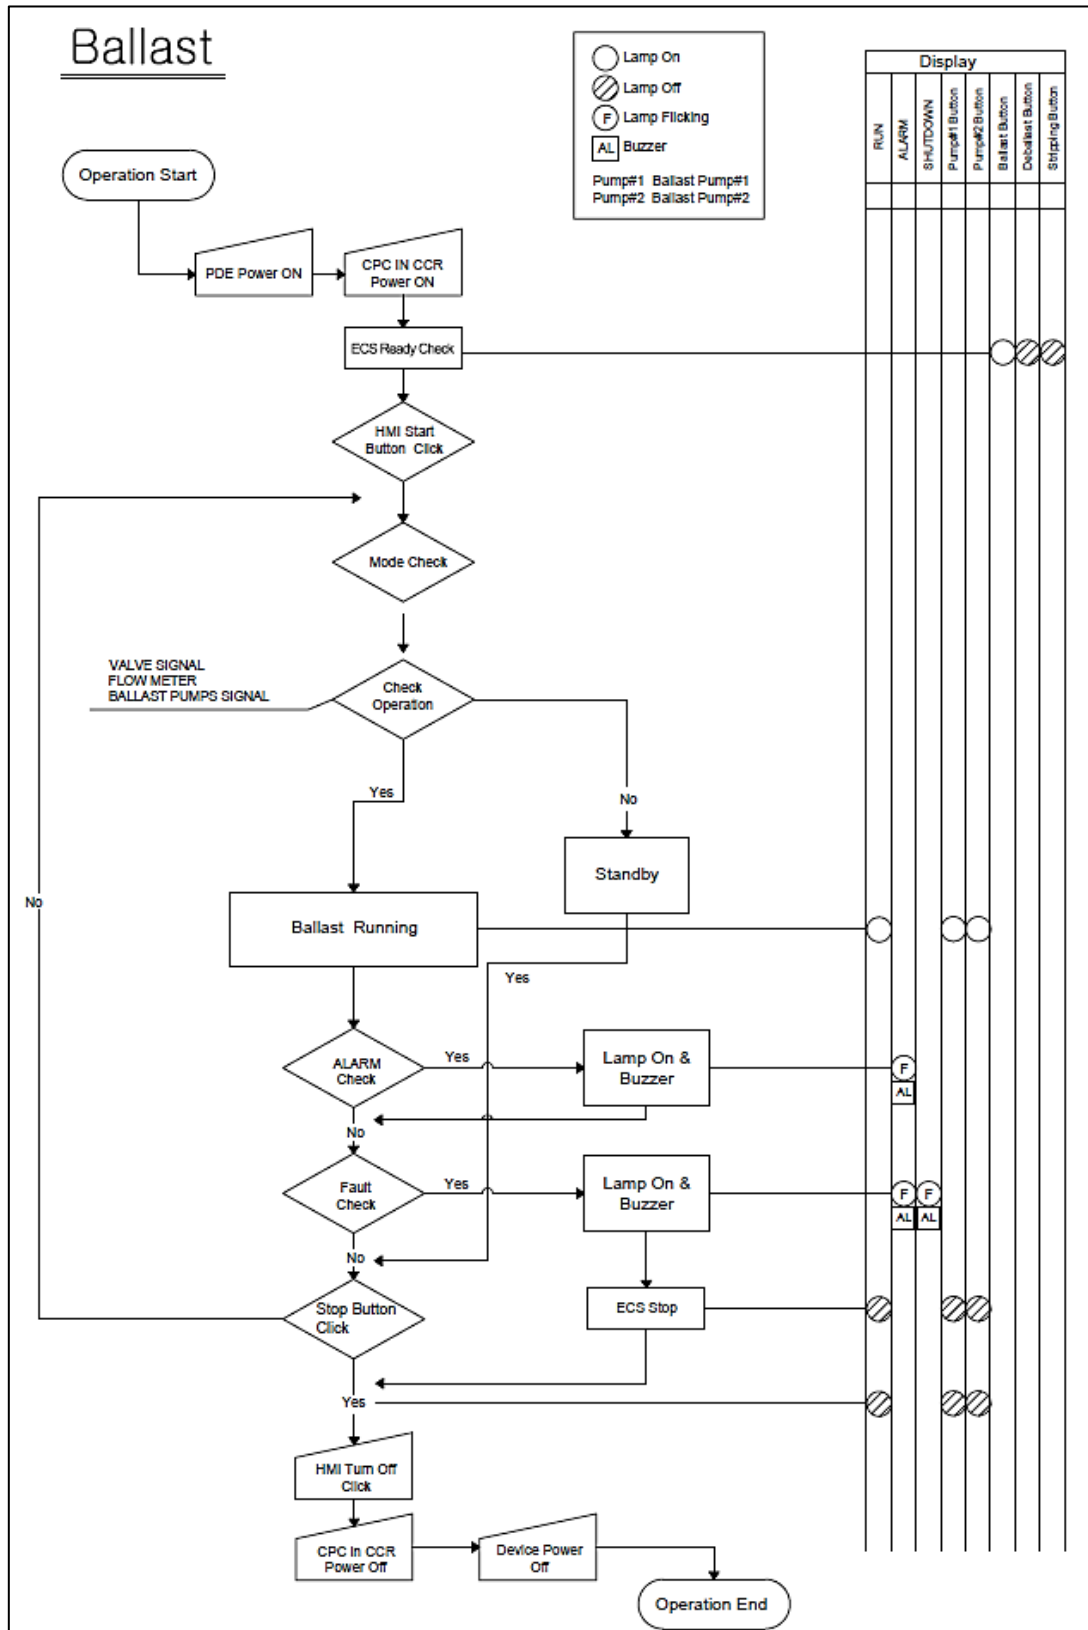 Ballast
Lamp On
Lamp Off
F Lamp Flicking
AL Buzzer
Pump#1 Ballast Pump#1
Pump#2 Ballast Pump#2
Display
RUN
ALARM
SHUTDOWN
Pump#1 Button
Pump#2 Button
Ballast Button
Deballast Button
Stripping Button
Operation Start
PDE Power ON
CPC IN CCR
Power ON
ECS Ready Check
HMI Start
Button Click
Mode Check
VALVE SIGNAL
FLOW METER
BALLAST PUMPS SIGNAL
Check
Operation
Yes
No
Standby
No
Ballast Running
Yes
ALARM
Check
Yes
Lamp On &
Buzzer
F
AL
No
Fault
Check
Yes
Lamp On &
Buzzer
F F
AL AL
No
Stop Button
Click
ECS Stop
Yes
HMI Turn Off
Click
CPC In CCR
Power Off
Device Power
Off
Operation End